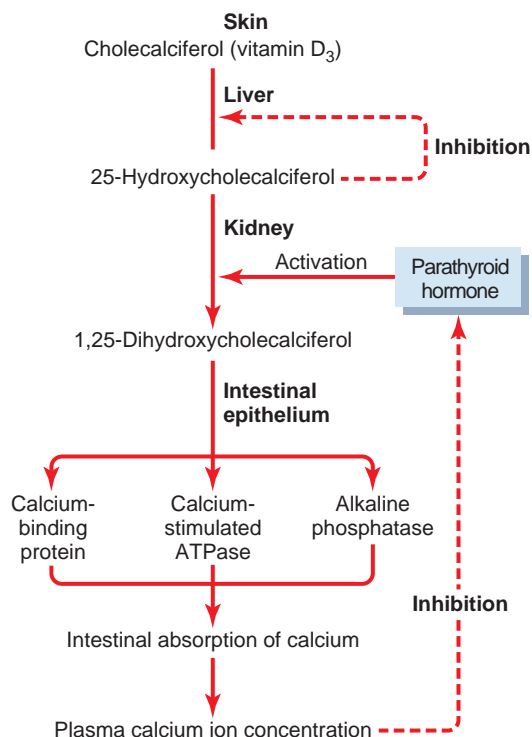 Skin
Cholecalciferol (vitamin D3)
Liver
Inhibition
25-Hydroxycholecalciferol
Kidney
Activation
Parathyroid
hormone
1,25-Dihydroxycholecalciferol
Intestinal
epithelium
Calcium-
binding
protein
Calcium-
stimulated
ATPase
Alkaline
phosphatase
Inhibition
Intestinal absorption of calcium
Plasma calcium ion concentration